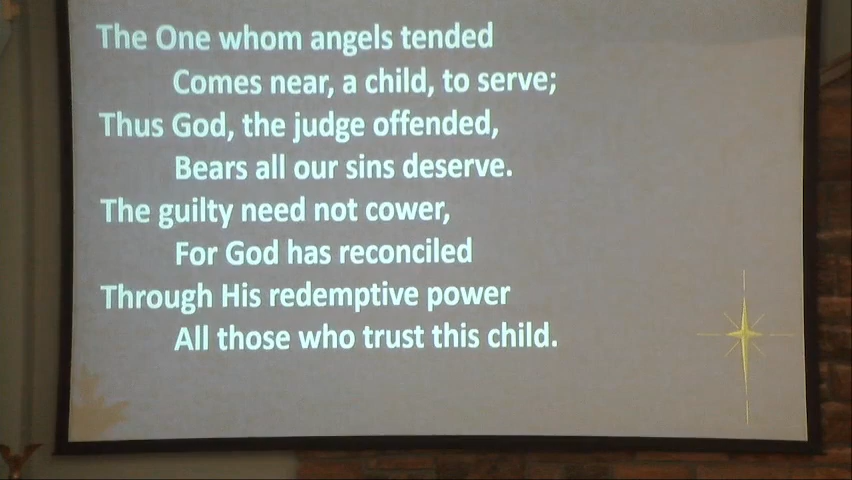 The One whom angels tended
Comes near, a child, to serve;
Thus God, the judge offended,
Bears all our sins deserve.
The guilty need not cower,
For God has reconciled
Through His redemptive power
All those who trust this child.